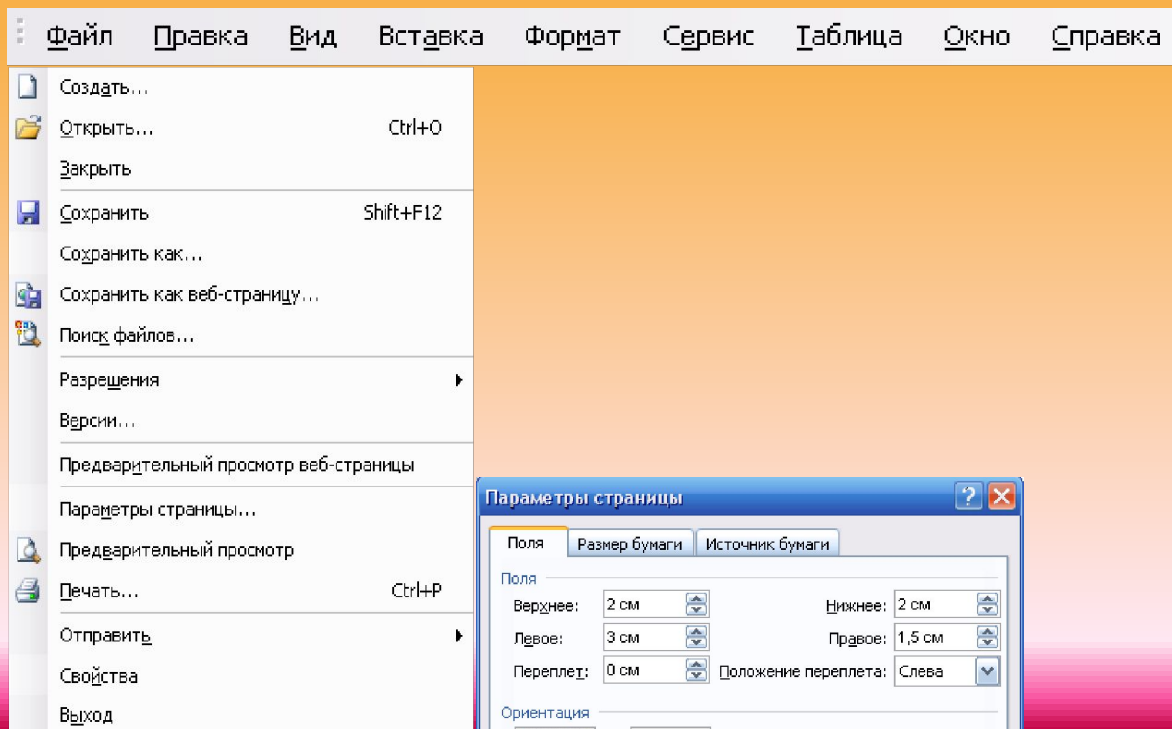 Файл Правка Вид Вставка Формат Сервис Таблица Окно Справка
Создать...
Открыть... Ctrl+O
Закрыть
Сохранить Shift+F12
Сохранить как...
Сохранить как веб-страницу...
Поиск файлов...
Разрешения
Версии...
Предварительный просмотр веб-страницы
Параметры страницы...
Предварительный просмотр
Печать... Ctrl+P
Отправить
Свойства
Выход
Параметры страницы
Поля Размер бумаги Источник бумаги
Поля
Верхнее: 2 см Нижнее: 2 см
Левое: 3 см Правое: 1,5 см
Переплет: 0 см Положение переплета: Слева
Ориентация